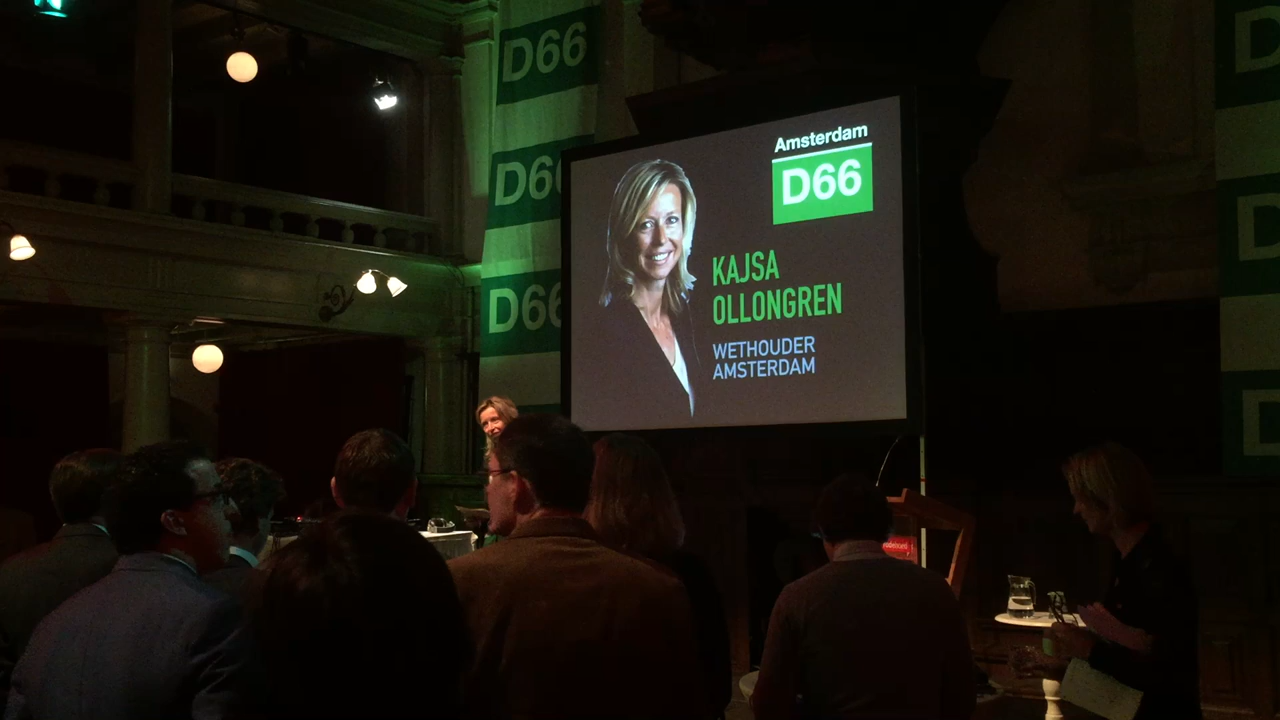 D66
D66
D66
Amsterdam
D66
KAJSA
OLLONGREN
WETHOUDER
AMSTERDAM